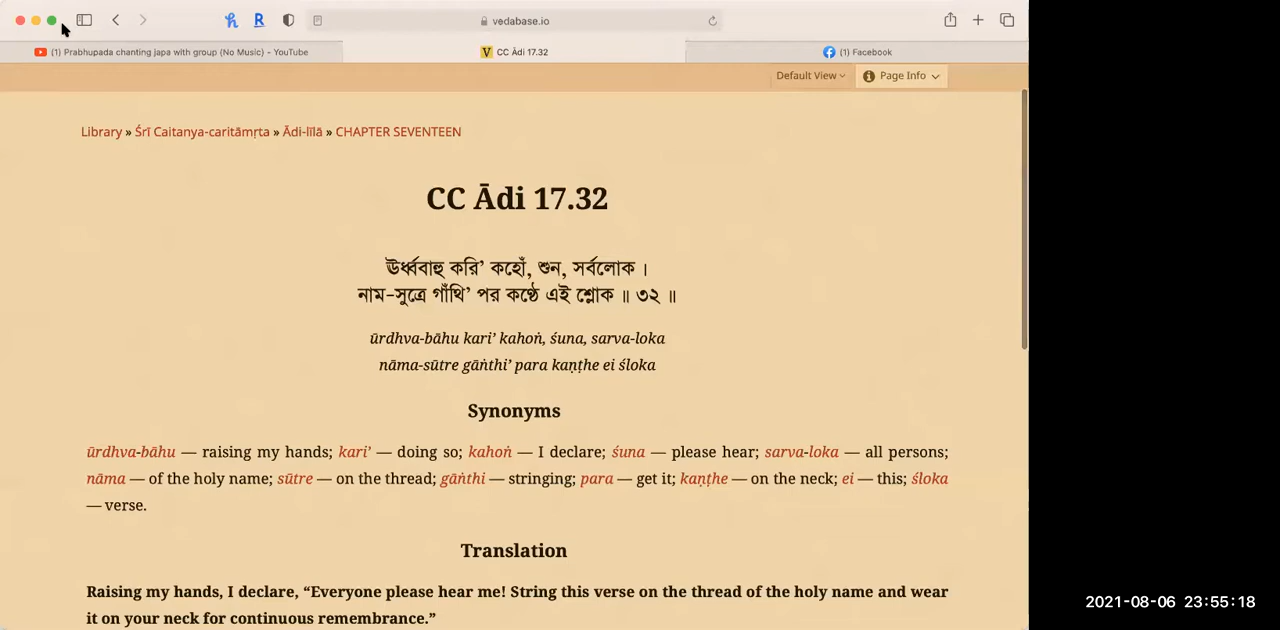 vedabase.io
(1) Prabhupada chanting japa with group (No Music) - YouTube
CC Ādi 17.32
(1) Facebook
Default View
Page Info
Library » Śrī Caitanya-caritāmṛta » Ādi-līlā » CHAPTER SEVENTEEN
CC Ādi 17.32
ঊর্ধ্ববাহু করি’ কহোঁ, শুন, সর্বলোক ।
নাম-সুত্রে গাঁথি’ পর কণ্ঠে এই শ্লোক ॥ ৩২ ॥
ūrdhva-bāhu kari’ kahoṅ, śuna, sarva-loka
nāma-sūtre gāṅthi’ para kaṇṭhe ei śloka
Synonyms
ūrdhva-bāhu — raising my hands; kari’ — doing so; kahoṅ — I declare; śuna — please hear; sarva-loka — all persons;
nāma — of the holy name; sūtre — on the thread; gāṅthi — stringing; para — get it; kaṇṭhe — on the neck; ei — this; śloka
— verse.
Translation
Raising my hands, I declare, “Everyone please hear me! String this verse on the thread of the holy name and wear
it on your neck for continuous remembrance.”
2021-08-06 23:55:18